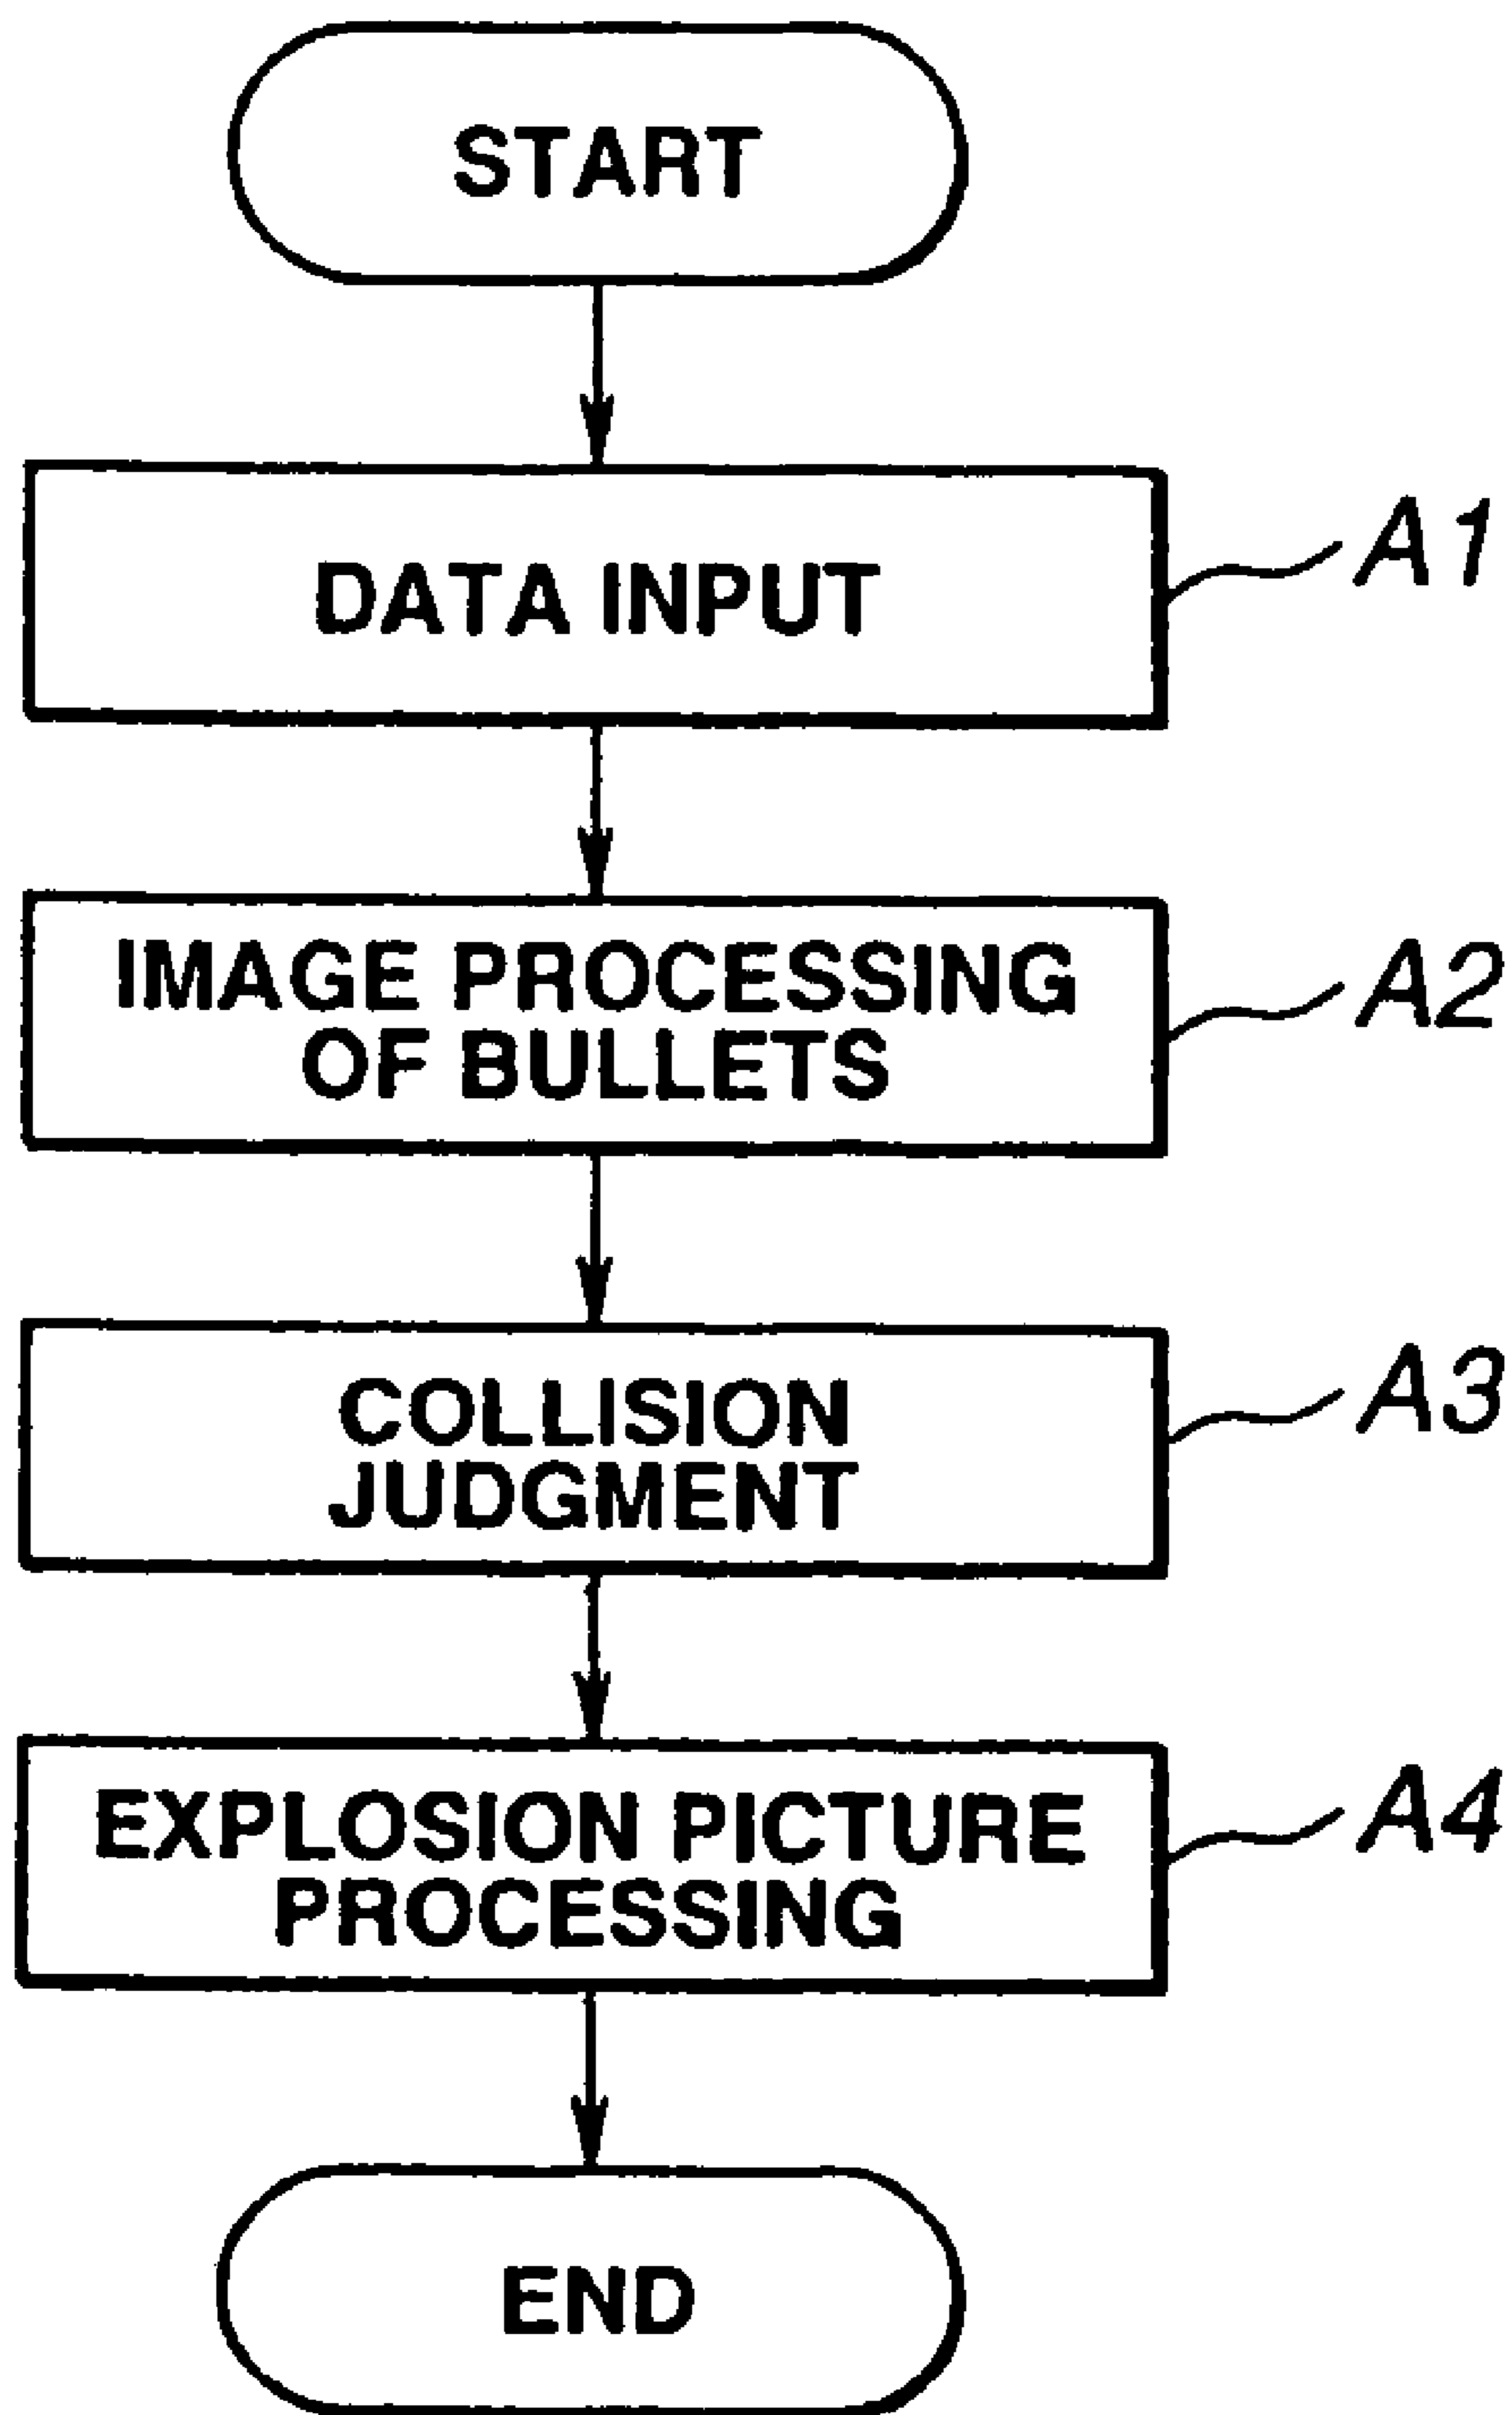 START
DATA INPUT
A1
IMAGE PROCESSING
OF BULLETS
A2
COLLISION
JUDGMENT
A3
EXPLOSION PICTURE
PROCESSING
A4
END